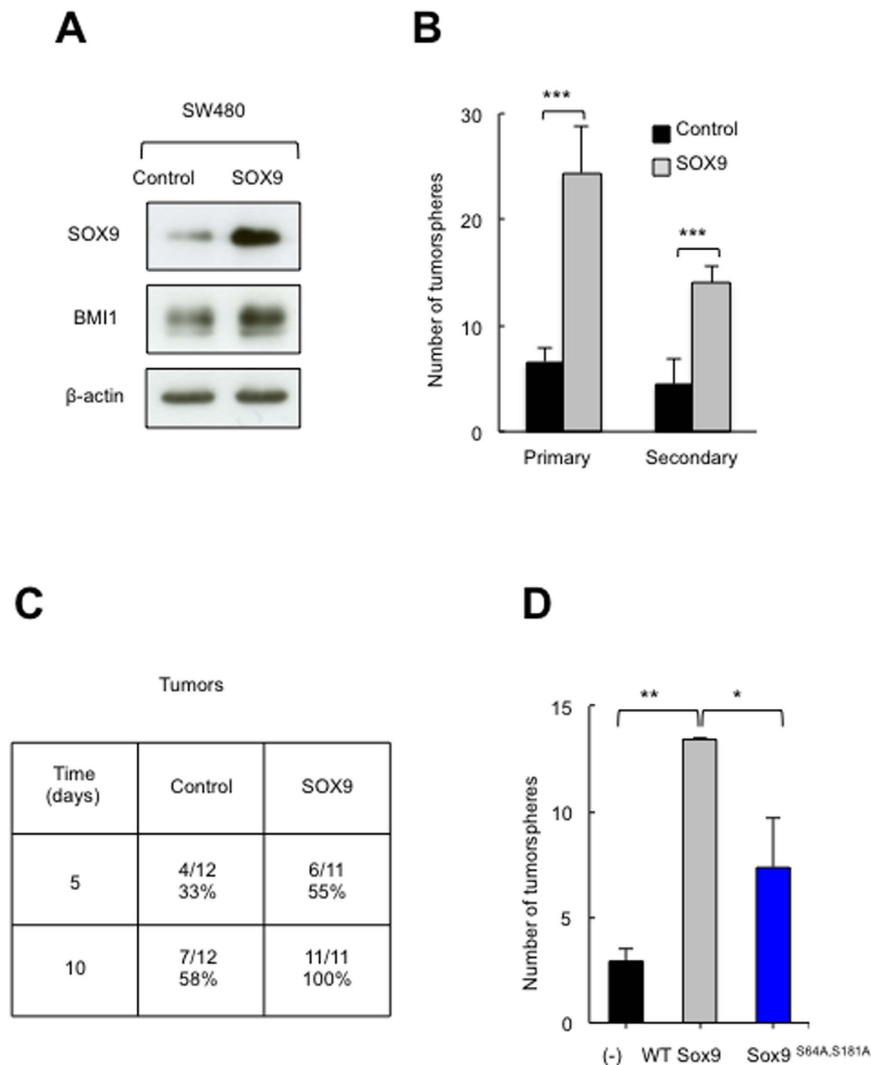 A
SW480
Control SOX9
SOX9
BMI1
β-actin
B
Number of tumorspheres
30
20
10
0
***
***
Control
SOX9
Primary
Secondary
C
Tumors
Time
(days)
Control
SOX9
5
4/12
33%
6/11
55%
10
7/12
58%
11/11
100%
D
Number of tumorspheres
15
10
5
0
**
*
(-)
WT Sox9
Sox9 S64A,S181A